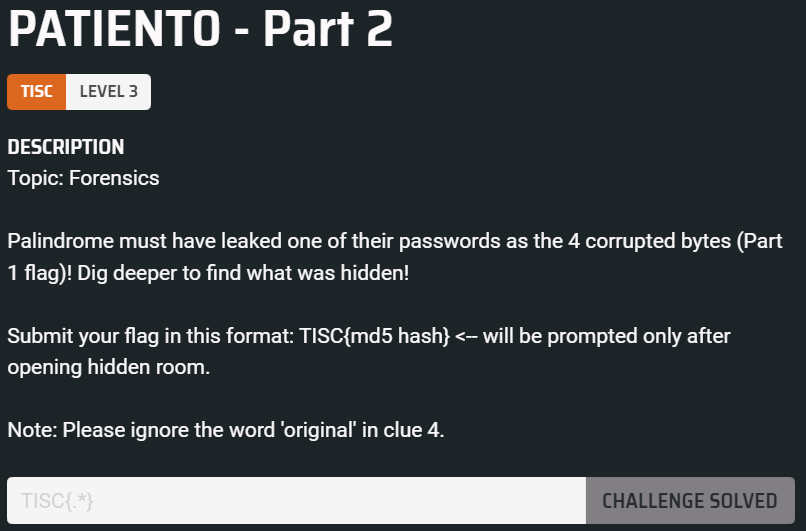 PATIENTO - Part 2
TISC LEVEL 3
DESCRIPTION
Topic: Forensics
Palindrome must have leaked one of their passwords as the 4 corrupted bytes (Part
1 flag)! Dig deeper to find what was hidden!
Submit your flag in this format: TISC{md5 hash} <-- will be prompted only after
opening hidden room.
Note: Please ignore the word 'original' in clue 4.
TISC{.*} CHALLENGE SOLVED